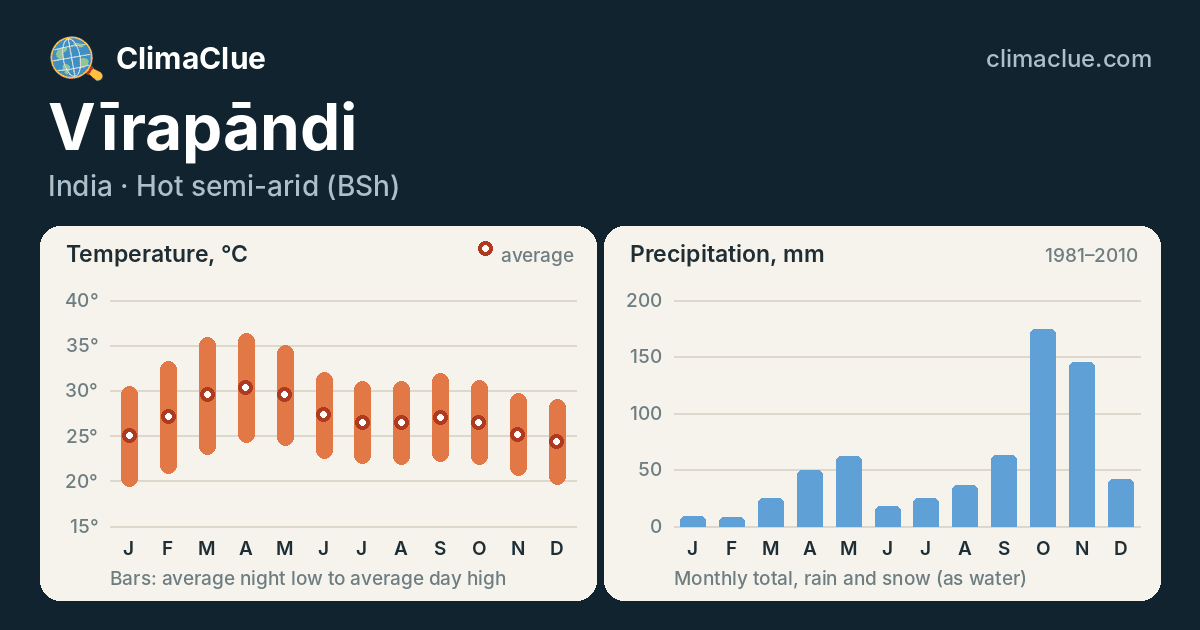 ClimaClue
climaclue.com
Vīrapāndi
India · Hot semi-arid (BSh)
Temperature, °C
average
40°
35°
30°
25°
20°
15°
J F M A M J J A S O N D
Bars: average night low to average day high
Precipitation, mm
1981–2010
200
150
100
50
0
J F M A M J J A S O N D
Monthly total, rain and snow (as water)